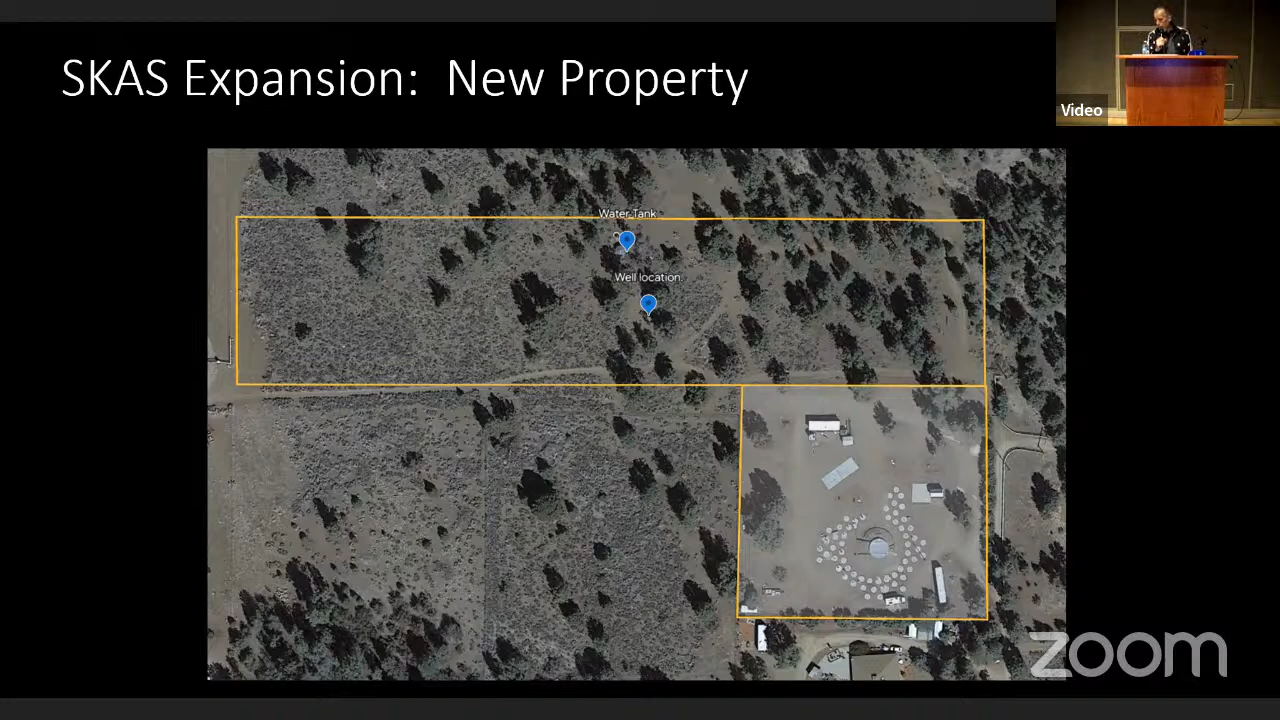 SKAS Expansion: New Property
Video
Water Tank
Well location.
zoom